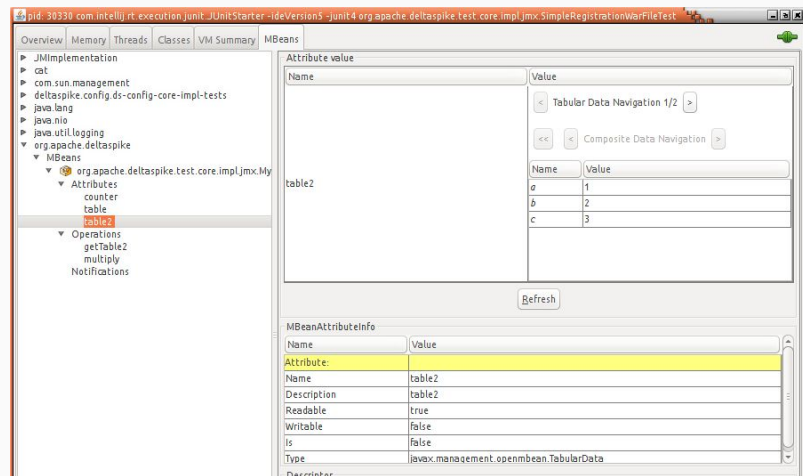 pid: 30330 com.intellij.rt.execution.junit.JUnitStarter -ideVersion5 -junit4 org.apache.deltaspike.test.core.impl.jmx.SimpleRegistrationWarFileTest
Overview Memory Threads Classes VM Summary MBeans
JMImplementation
cat
com.sun.management
deltaspike.config.ds-config-core-impl-tests
java.lang
java.nio
java.util.logging
org.apache.deltaspike
MBeans
org.apache.deltaspike.test.core.impl.jmx.My
Attributes
counter
table
table2
Operations
getTable2
multiply
Notifications
Attribute value
Name Value
table2
< Tabular Data Navigation 1/2 >
<< < Composite Data Navigation >
Name Value
a 1
b 2
c 3
Refresh
MBeanAttributeInfo
Name Value
Attribute:
Name table2
Description table2
Readable true
Writable false
Is false
Type javax.management.openmbean.TabularData
Descriptor